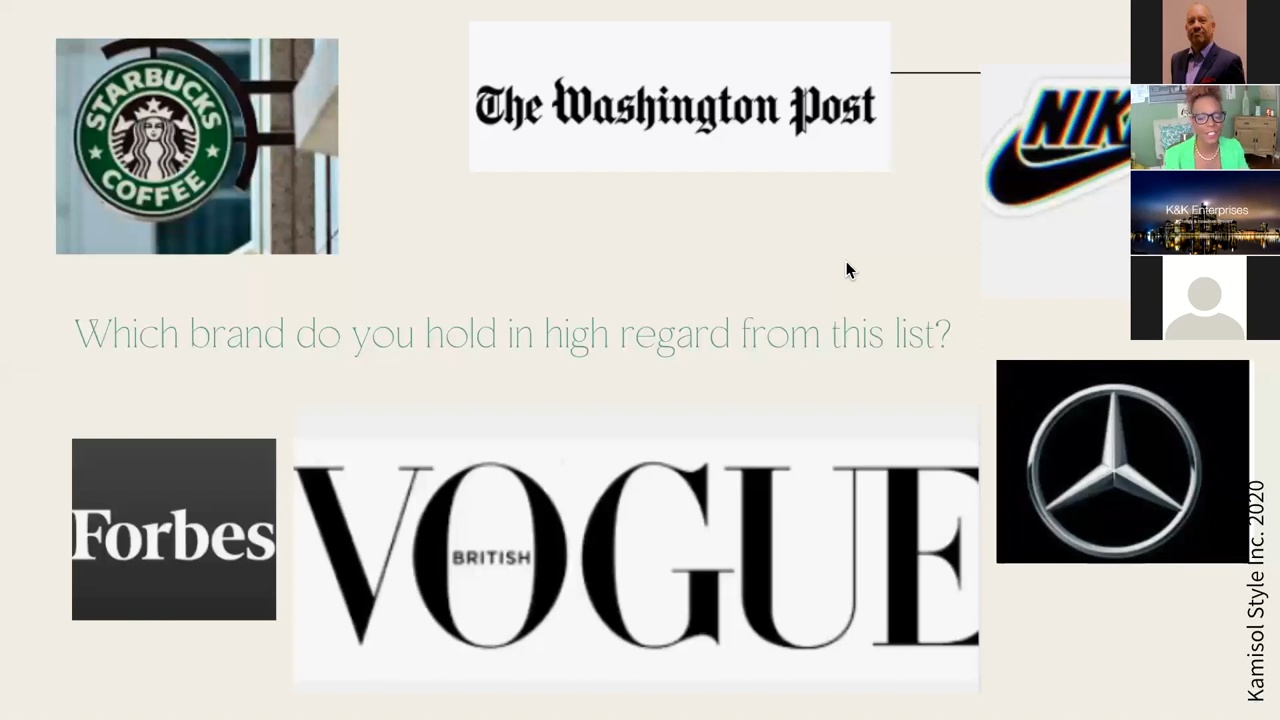 STARBUCKS
COFFEE
The Washington Post
NIK
K&K Enterprises
Which brand do you hold in high regard from this list?
Forbes
VOGUE
BRITISH
Kamisol Style Inc. 2020